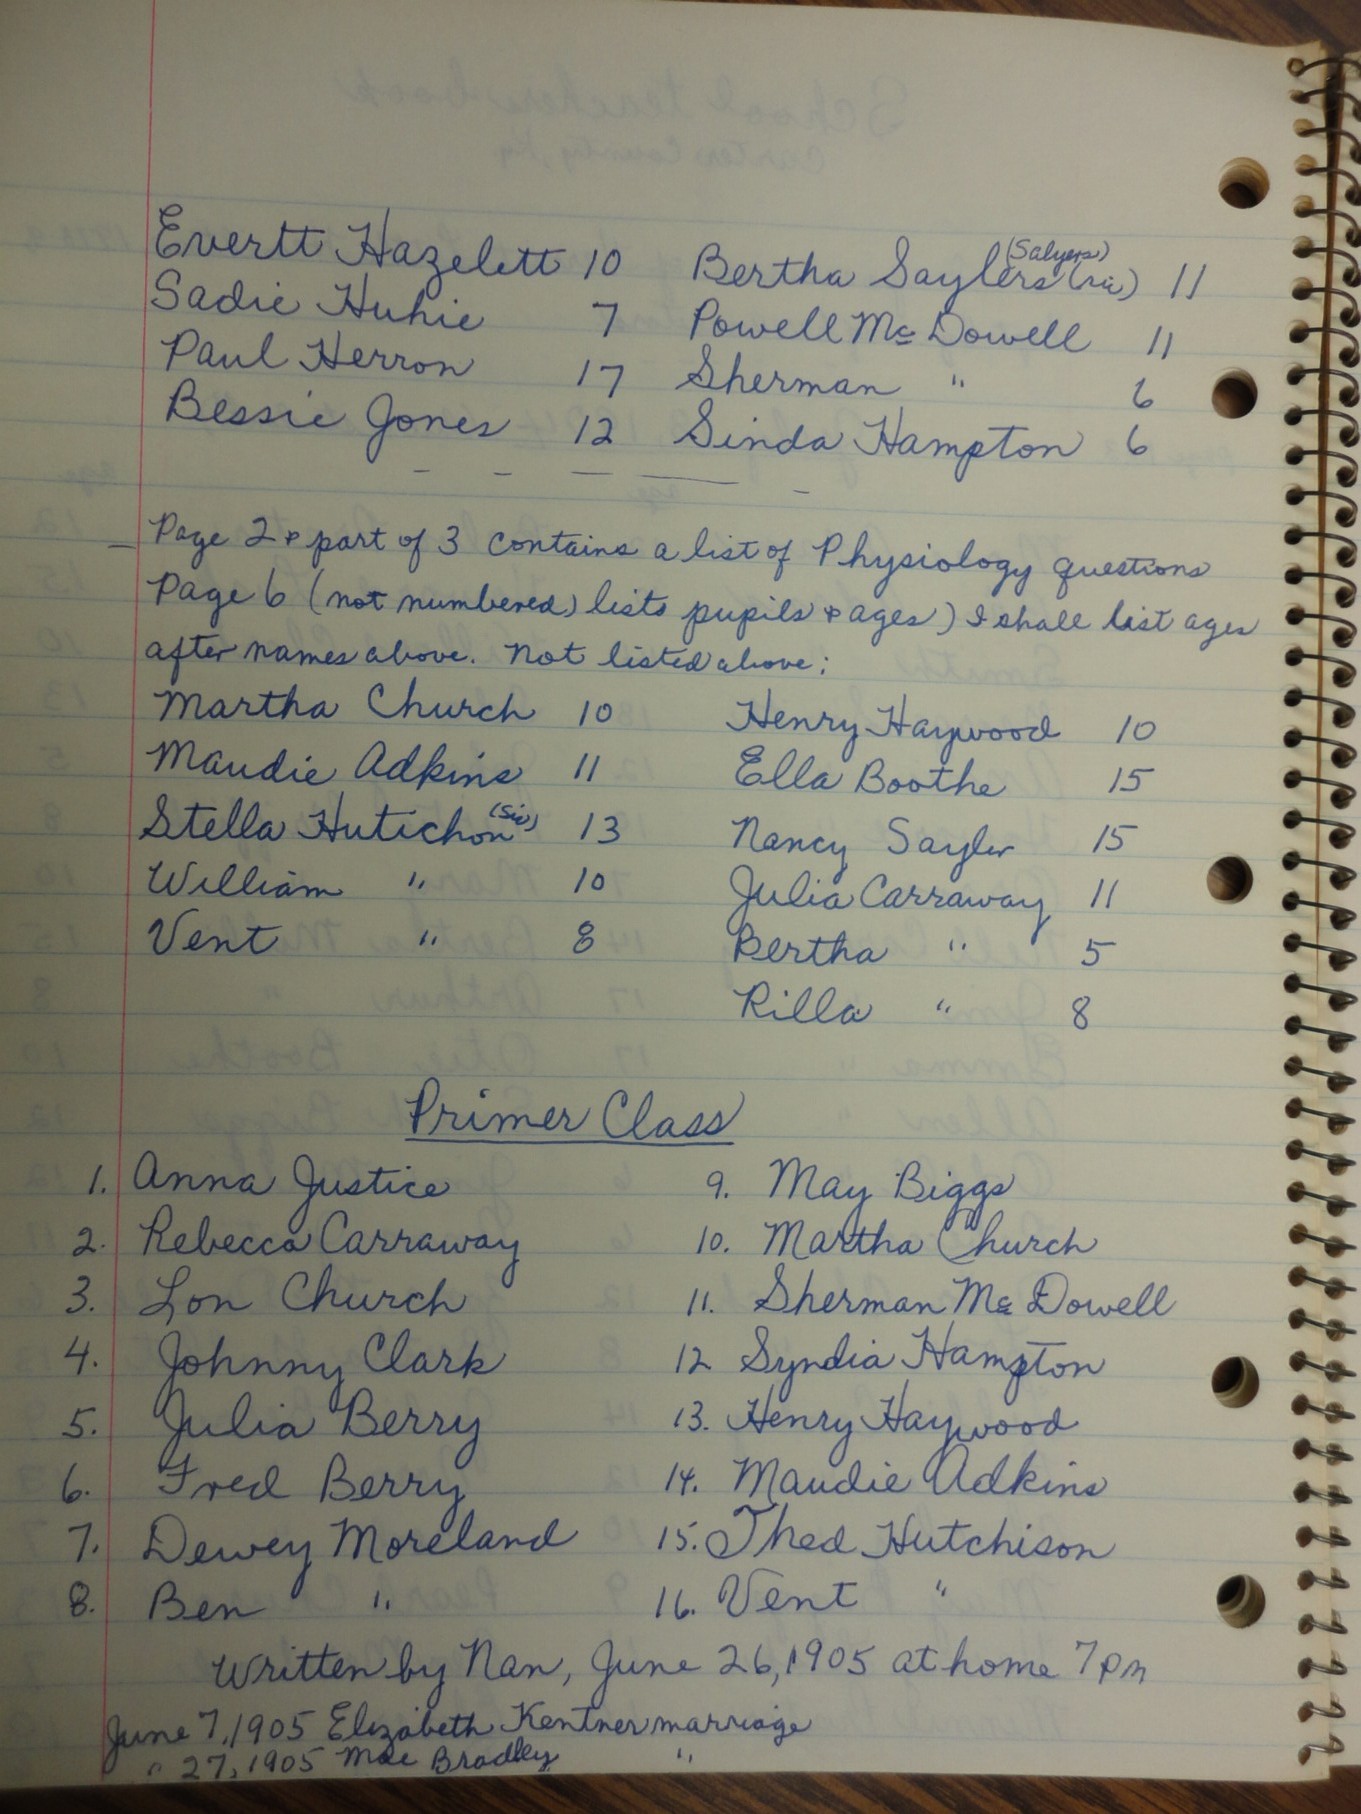 Evertt Hazelett 10 Bertha Saylers (sic) (Salyers) 11
Sadie Huhie 7 Powell McDowell 11
Paul Herron 17 Sherman " 6
Bessie Jones 12 Sinda Hampton 6
Page 2 & part of 3 contains a list of Physiology questions
Page 6 (not numbered) lists pupils & ages) I shall list ages
after names above. Not listed above:
Martha Church 10 Henry Haywood 10
Maudie Adkins 11 Ella Boothe 15
Stella Hutichon (sic) 13 Nancy Sayler 15
William " 10 Julia Carraway 11
Vent " 8 Bertha " 5
Rilla " 8
Primer Class
1. Anna Justice 9. May Biggs
2. Rebecca Carraway 10. Martha Church
3. Lon Church 11. Sherman McDowell
4. Johnny Clark 12 Syndia Hampton
5. Julia Berry 13. Henry Haywood
6. Fred Berry 14. Maudie Adkins
7. Dewey Moreland 15. Thed Hutchison
8. Ben " 16. Vent "
Written by Nan, June 26, 1905 at home 7 pm
June 7, 1905 Elizabeth Kentner marriage
" 27, 1905 Mae Bradley "